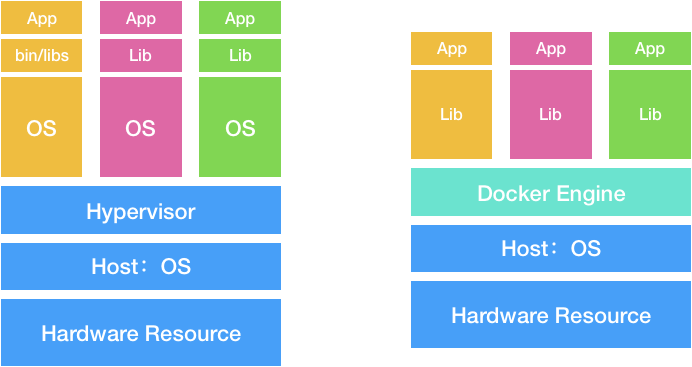 App
App
App
bin/libs
Lib
Lib
OS
OS
OS
Hypervisor
Host：OS
Hardware Resource
App
App
App
Lib
Lib
Lib
Docker Engine
Host：OS
Hardware Resource